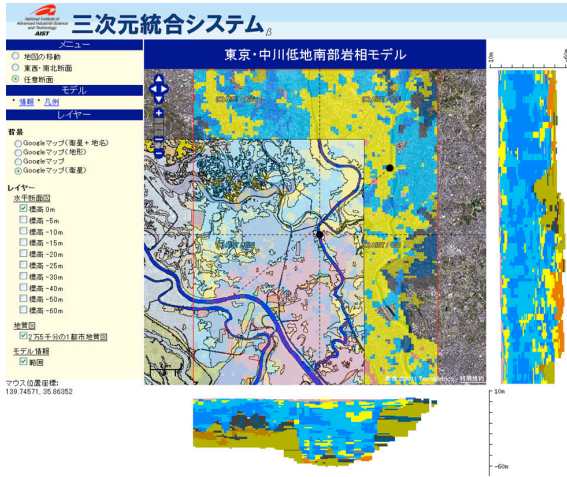 National Institute of
Advanced Industrial Science
and Technology
AIST
三次元統合システムβ
メニュー
地図の移動
東西・南北断面
任意断面
モデル
・情報・凡例
レイヤー
背景
Googleマップ(衛星+地名)
Googleマップ(地形)
Googleマップ
Googleマップ(衛星)
レイヤー
水平断面図
標高 0m
標高 -5m
標高 -10m
標高 -15m
標高 -20m
標高 -25m
標高 -30m
標高 -40m
標高 -50m
標高 -60m
地質図
2万5千分の1都市地質図
モデル情報
範囲
マウス位置座標:
139.74571, 35.86352
東京・中川低地南部岩相モデル
10m
-60m
10m
-60m